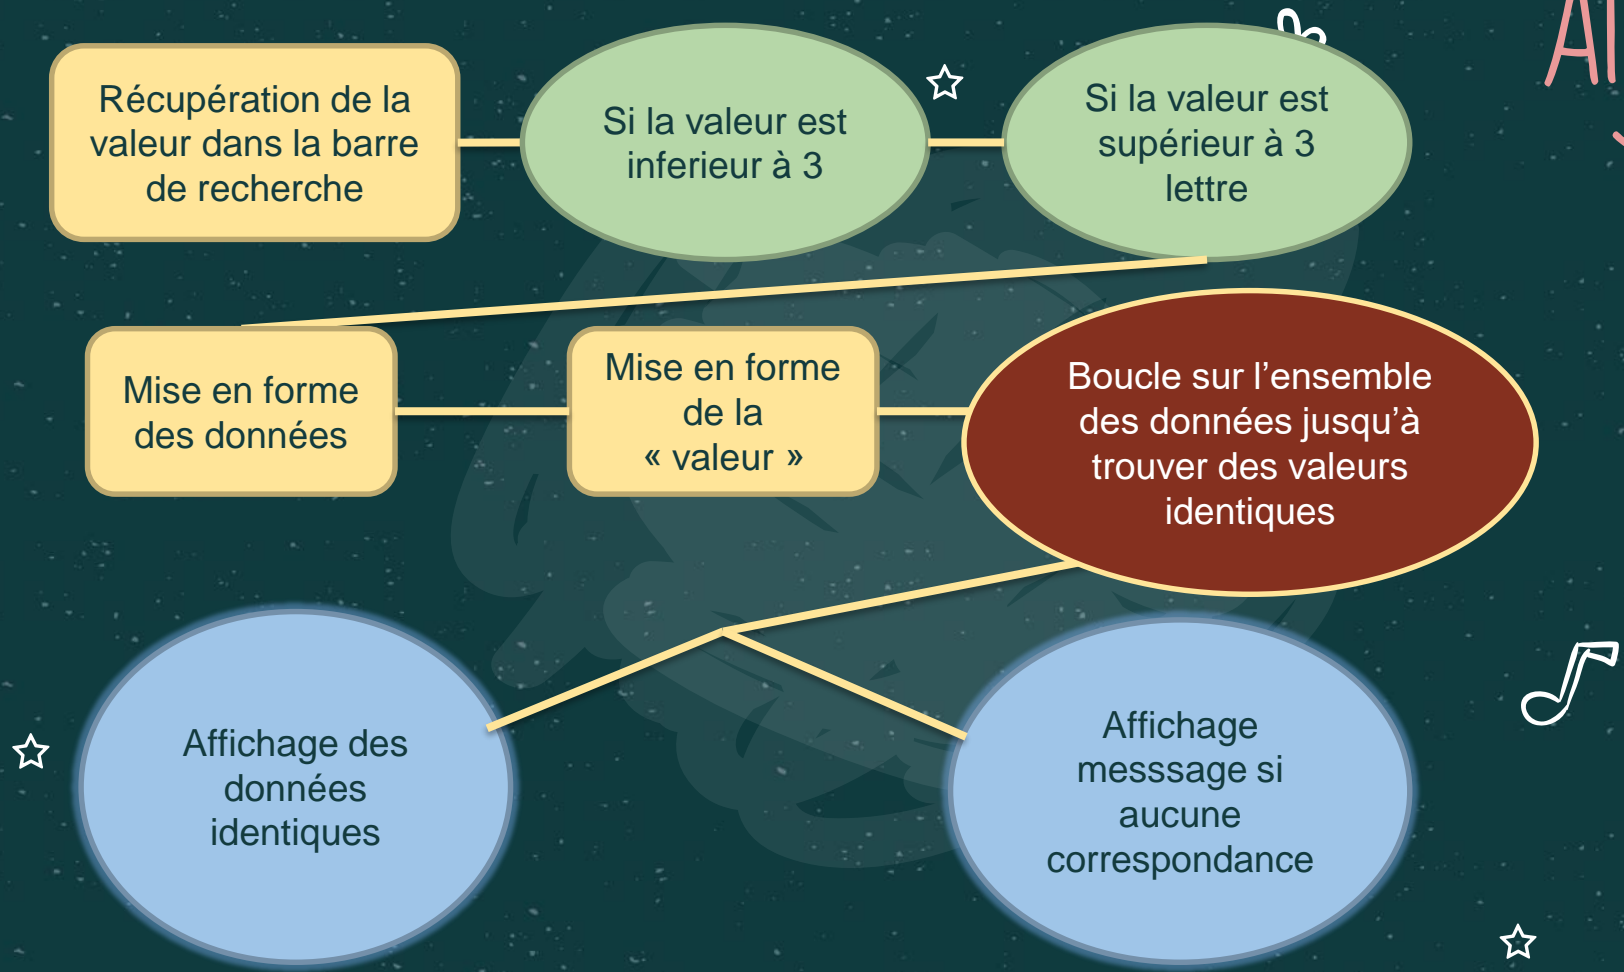 Récupération de la
valeur dans la barre
de recherche
Si la valeur est
inferieur à 3
Si la valeur est
supérieur à 3
lettre
Mise en forme
des données
Mise en forme
de la
« valeur »
Boucle sur l’ensemble
des données jusqu’à
trouver des valeurs
identiques
Affichage des
données
identiques
Affichage
messsage si
aucune
correspondance